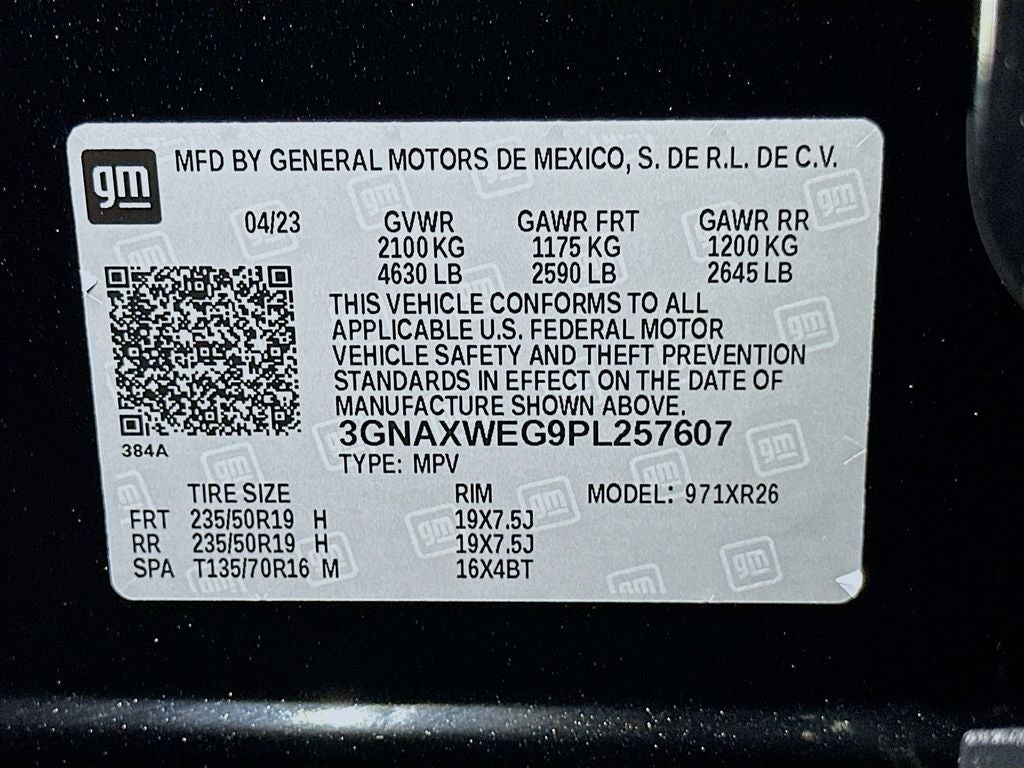 gm
MFD BY GENERAL MOTORS DE MEXICO, S. DE R.L. DE C.V.
04/23 GVWR GAWR FRT GAWR RR
2100 KG 1175 KG 1200 KG
4630 LB 2590 LB 2645 LB
THIS VEHICLE CONFORMS TO ALL
APPLICABLE U.S. FEDERAL MOTOR
VEHICLE SAFETY AND THEFT PREVENTION
STANDARDS IN EFFECT ON THE DATE OF
MANUFACTURE SHOWN ABOVE.
3GNAXWEG9PL257607
384A
TYPE: MPV
TIRE SIZE RIM MODEL: 971XR26
FRT 235/50R19 H 19X7.5J
RR 235/50R19 H 19X7.5J
SPA T135/70R16 M 16X4BT